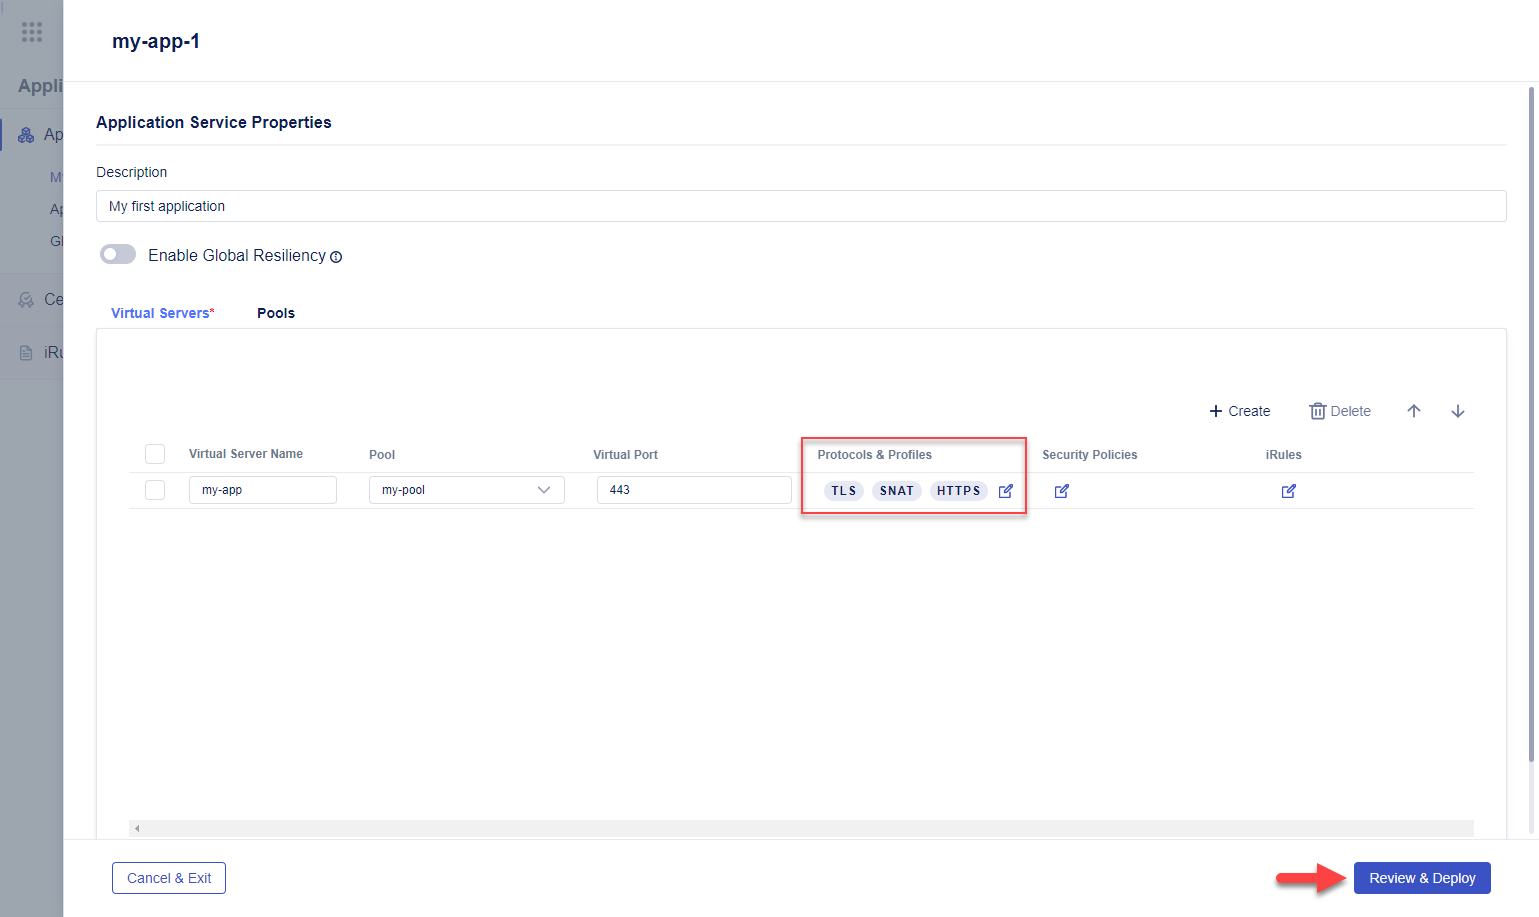 my-app-1
Appli
Application Service Properties
Ap
Description
My
My first application
Ap
Gl
Enable Global Resiliency
Ce
Virtual Servers* Pools
iRu
Create Delete
Virtual Server Name Pool Virtual Port Protocols & Profiles Security Policies iRules
my-app my-pool 443 TLS SNAT HTTPS
Cancel & Exit Review & Deploy